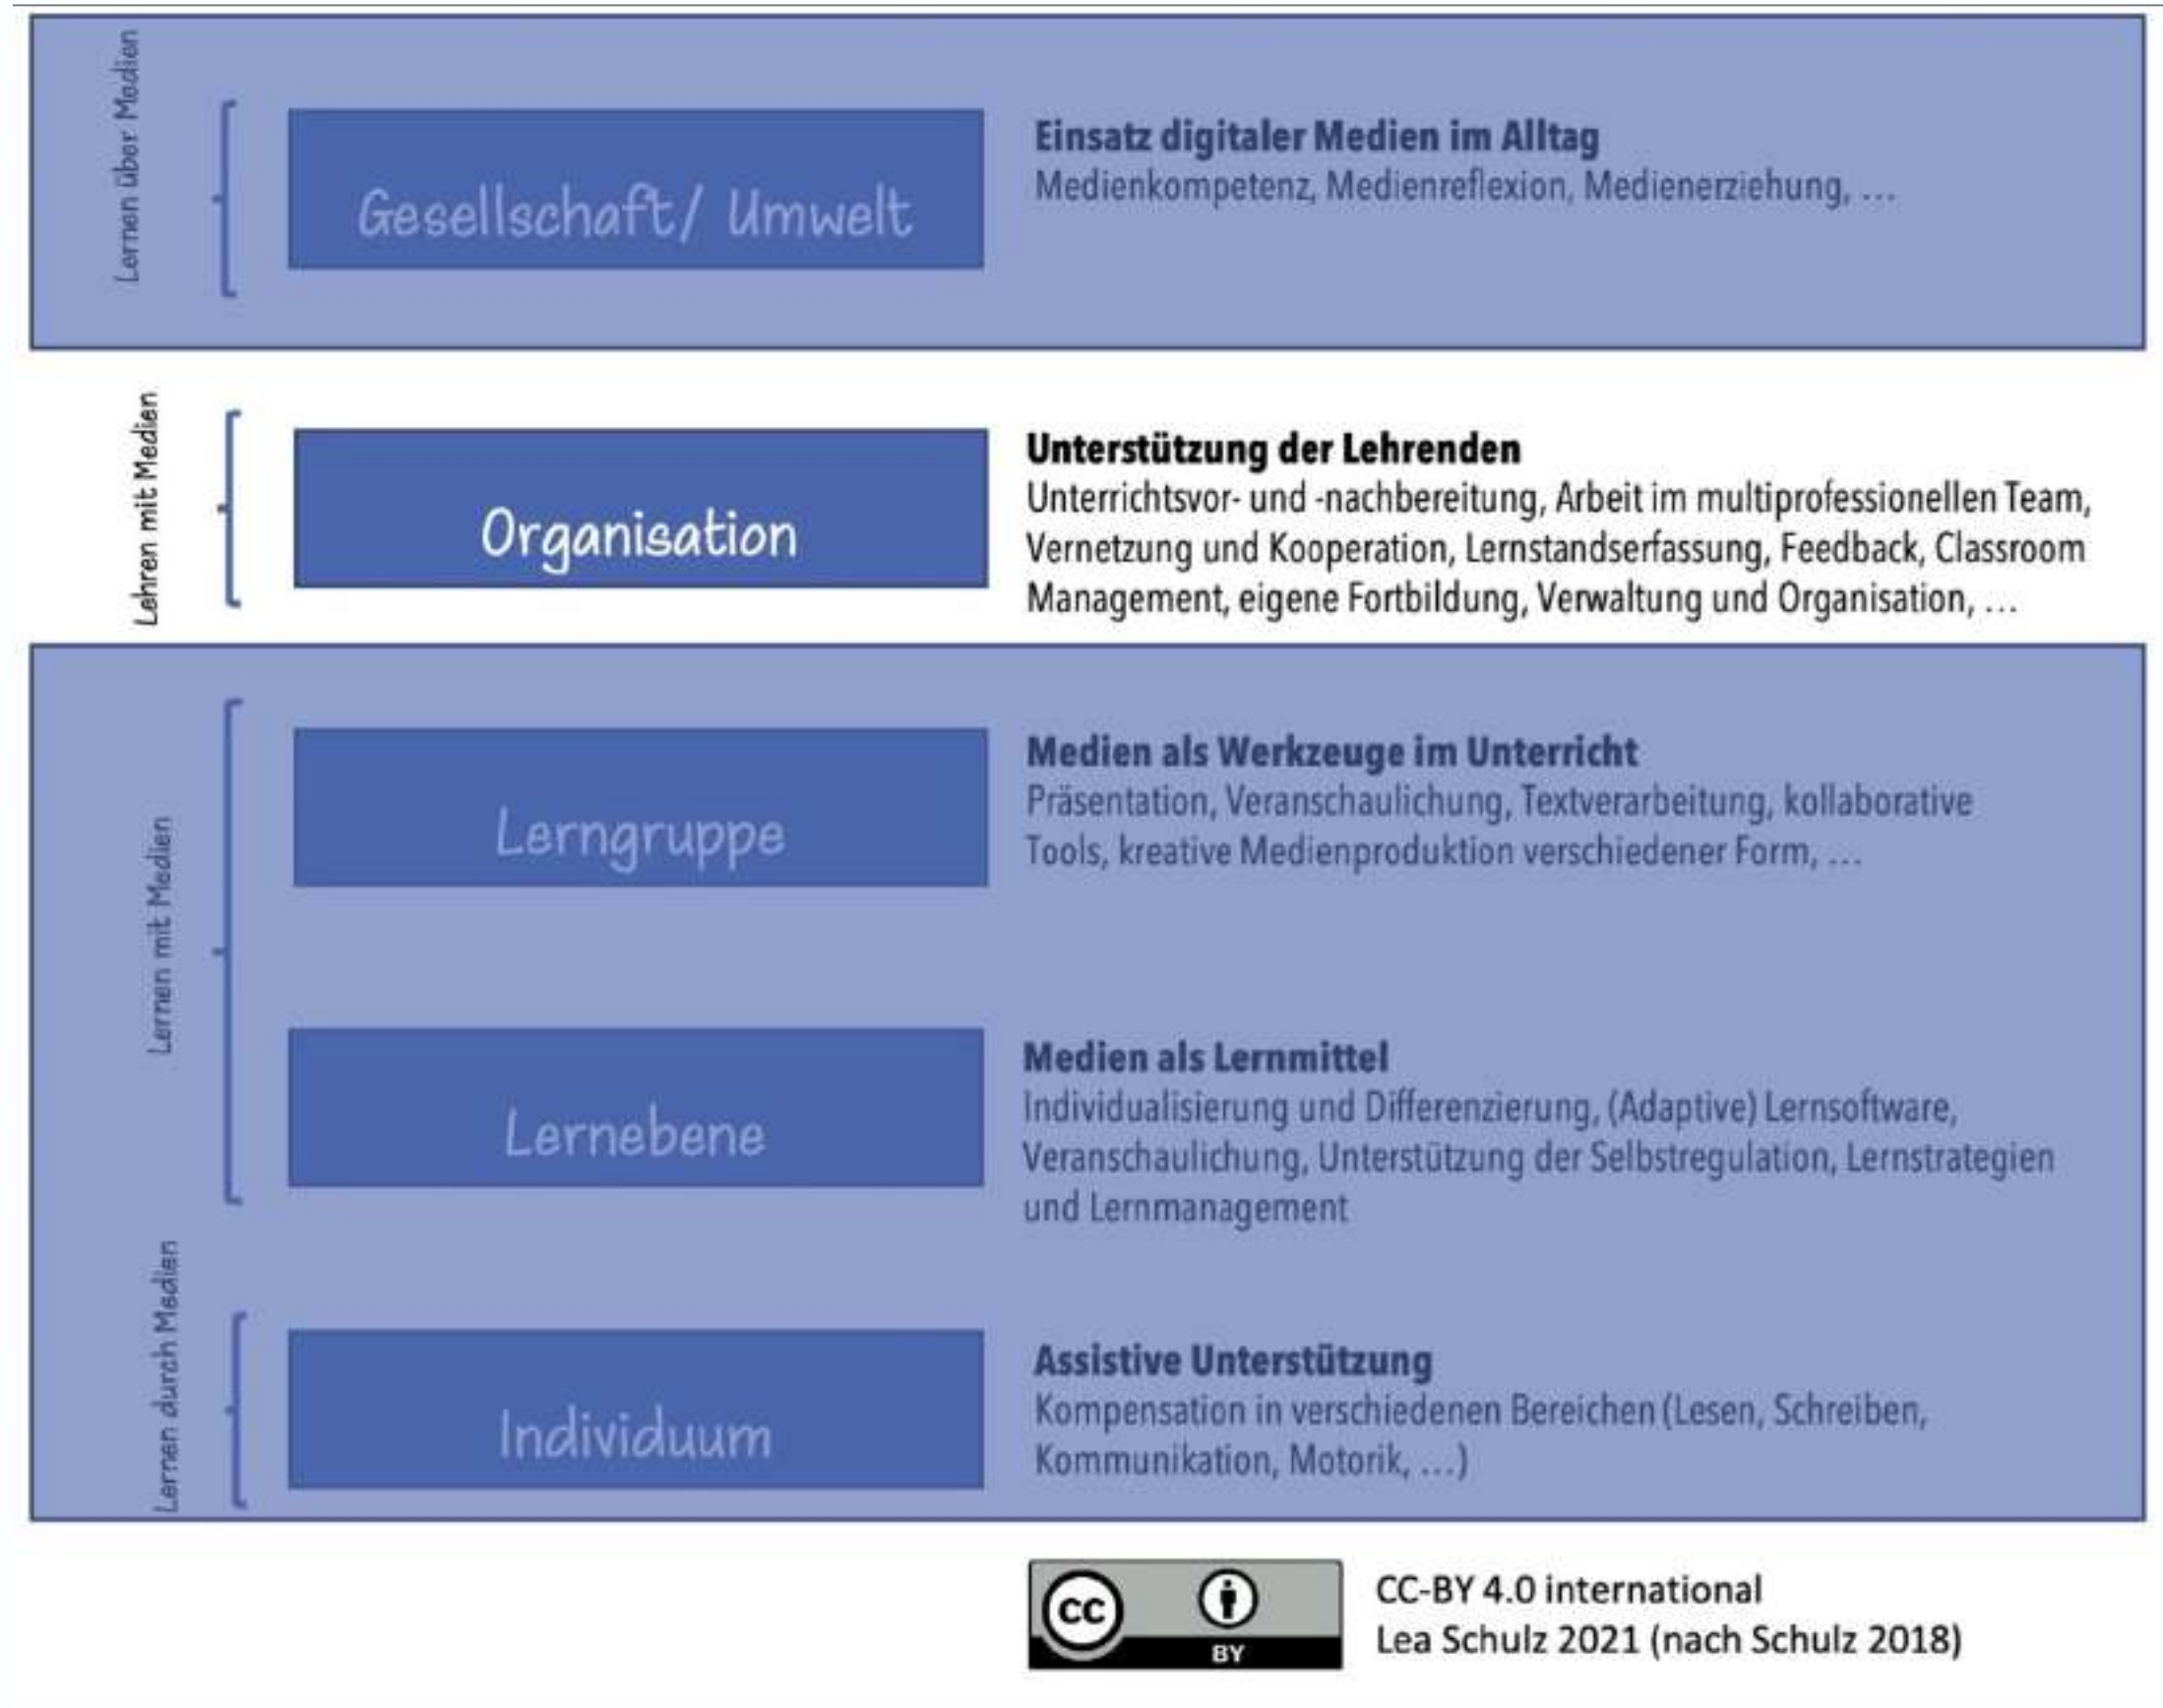 Lernen über Medien
Gesellschaft/ Umwelt
Einsatz digitaler Medien im Alltag
Medienkompetenz, Medienreflexion, Medienerziehung, ...
Lehren mit Medien
Organisation
Unterstützung der Lehrenden
Unterrichtsvor- und -nachbereitung, Arbeit im multiprofessionellen Team,
Vernetzung und Kooperation, Lernstandserfassung, Feedback, Classroom
Management, eigene Fortbildung, Verwaltung und Organisation, ...
Lernen mit Medien
Lerngruppe
Medien als Werkzeuge im Unterricht
Präsentation, Veranschaulichung, Textverarbeitung, kollaborative
Tools, kreative Medienproduktion verschiedener Form, ...
Lernebene
Medien als Lernmittel
Individualisierung und Differenzierung, (Adaptive) Lernsoftware,
Veranschaulichung, Unterstützung der Selbstregulation, Lernstrategien
und Lernmanagement
Lernen durch Medien
Individuum
Assistive Unterstützung
Kompensation in verschiedenen Bereichen (Lesen, Schreiben,
Kommunikation, Motorik, ...)
cc
BY
CC-BY 4.0 international
Lea Schulz 2021 (nach Schulz 2018)